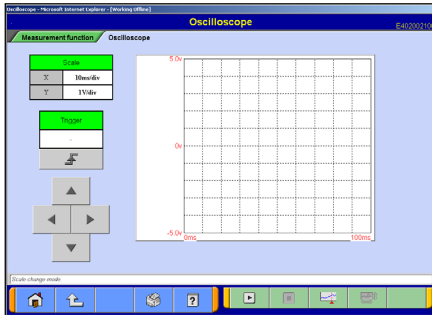 Oscilloscope - Microsoft Internet Explorer - [Working Offline]
Oscilloscope
E402002100
Measurement function
Oscilloscope
Scale
X 10ms/div
Y 1V/div
Trigger
-
5.0v
0v
-5.0v
0ms
100ms
Scale change mode
?